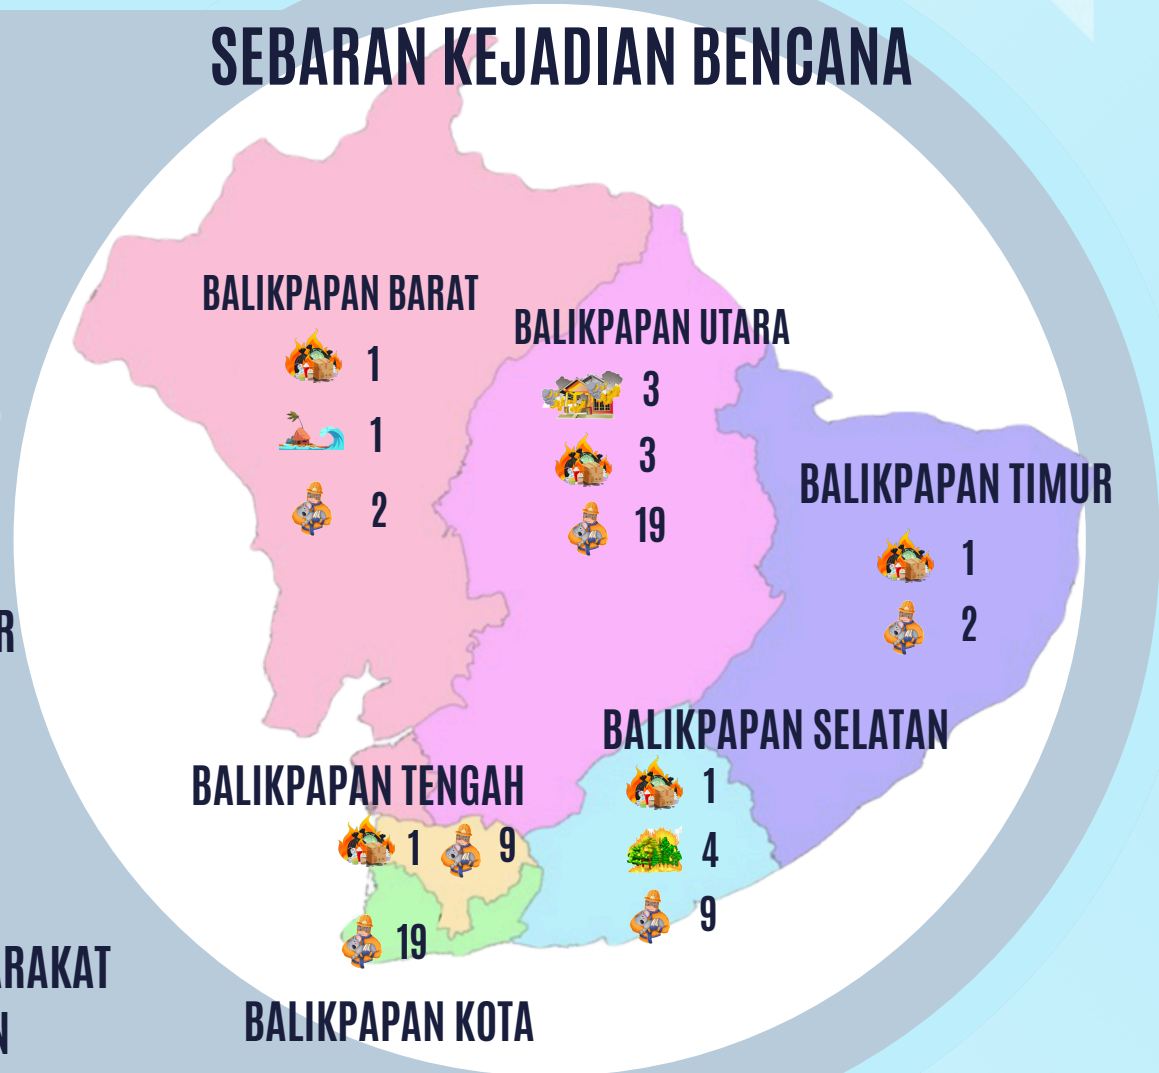 SEBARAN KEJADIAN BENCANA
BALIKPAPAN BARAT
1
1
2
BALIKPAPAN UTARA
3
3
19
BALIKPAPAN TIMUR
1
2
BALIKPAPAN SELATAN
1
4
9
BALIKPAPAN TENGAH
1 9
19
BALIKPAPAN KOTA
R
ARAKAT
N